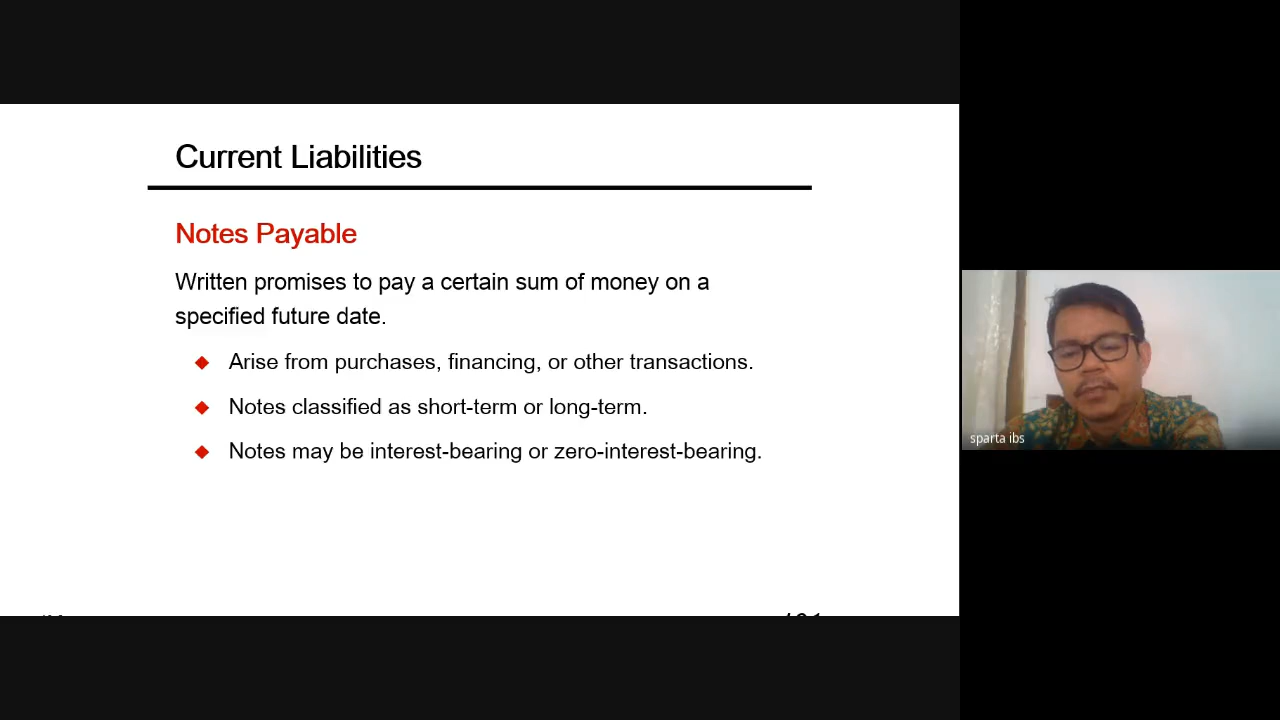 Current Liabilities
Notes Payable
Written promises to pay a certain sum of money on a
specified future date.
Arise from purchases, financing, or other transactions.
Notes classified as short-term or long-term.
Notes may be interest-bearing or zero-interest-bearing.
sparta ibs